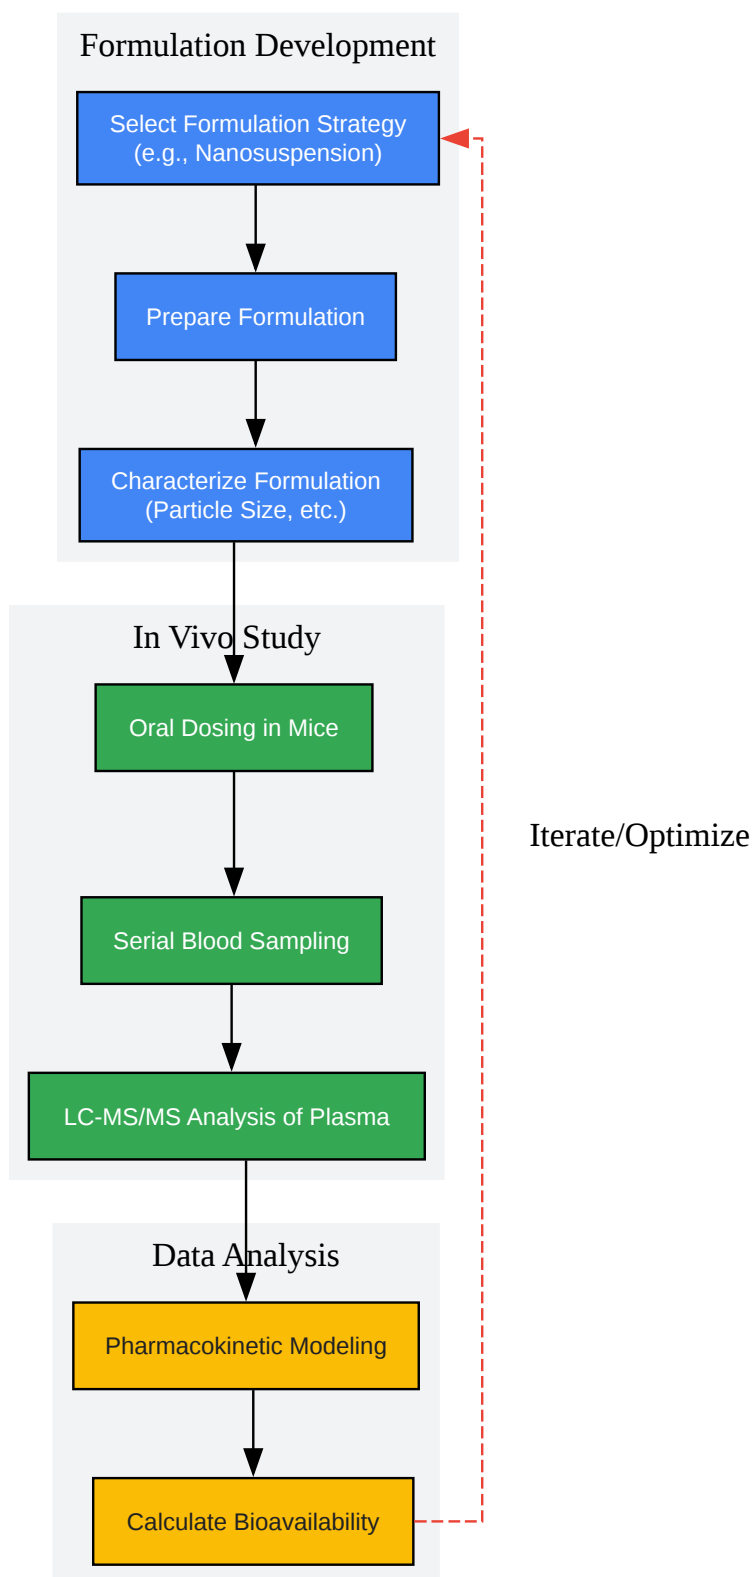 Formulation Development
Select Formulation Strategy
(e.g., Nanosuspension)
Prepare Formulation
Characterize Formulation
(Particle Size, etc.)
In Vivo Study
Oral Dosing in Mice
Iterate/Optimize
Serial Blood Sampling
LC-MS/MS Analysis of Plasma
Data Analysis
Pharmacokinetic Modeling
Calculate Bioavailability